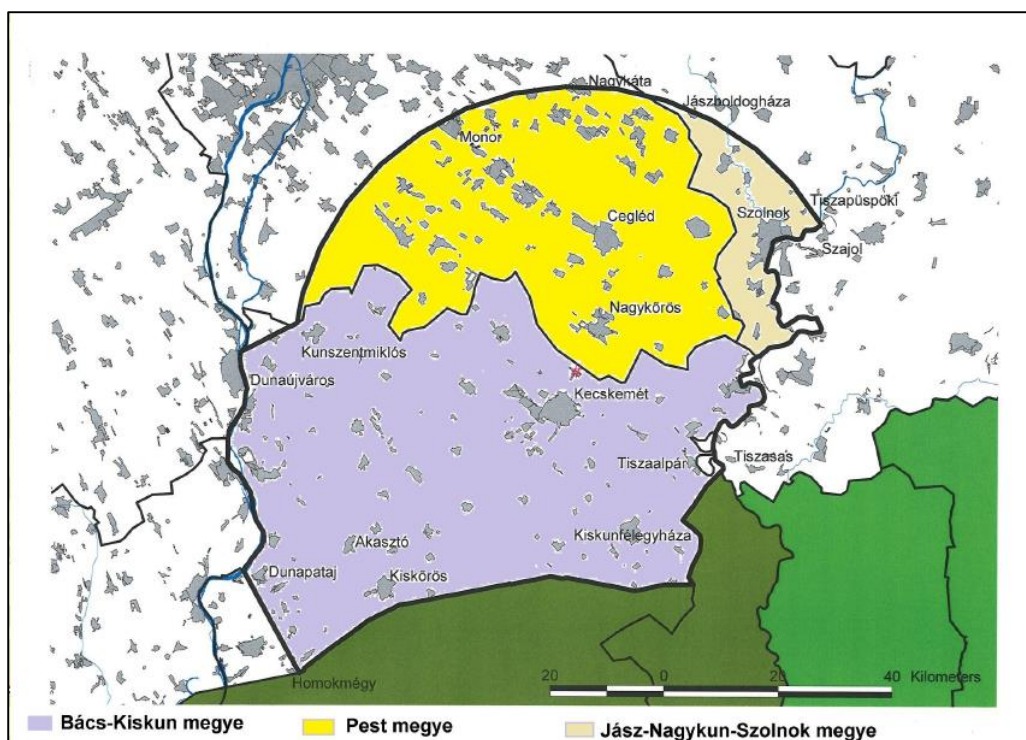 Nagykáta
Jászboldogháza
Monor
Tiszapüspöki
Cegléd
Szolnok
Szajol
Nagykőrös
Kunszentmiklós
Dunaújváros
Kecskemét
Tiszaalpár
Tiszasas
Akasztó
Kiskunfélegyháza
Dunapataj
Kiskőrös
Homokmégy
20 0 20 40 Kilometers
Bács-Kiskun megye Pest megye Jász-Nagykun-Szolnok megye